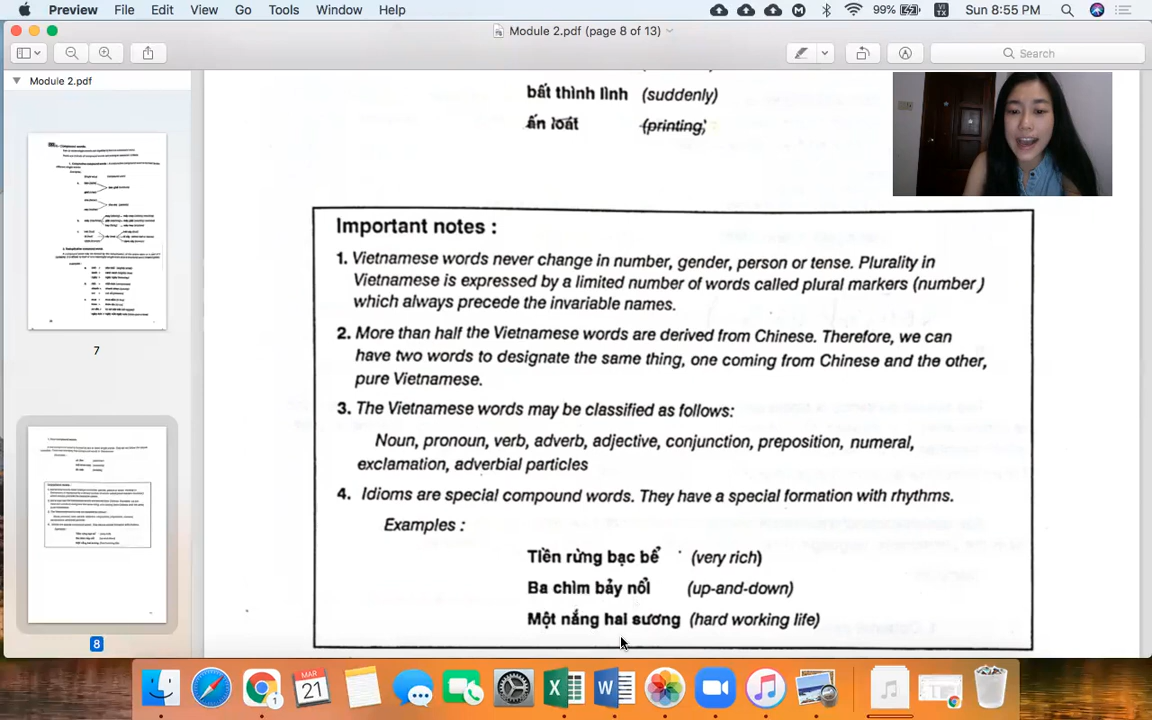 Preview File Edit View Go Tools Window Help
99% VI TX Sun 8:55 PM
Module 2.pdf (page 8 of 13)
Search
Module 2.pdf
bất thình lình (suddenly)
ấn loát (printing)
Important notes :
1. Vietnamese words never change in number, gender, person or tense. Plurality in
Vietnamese is expressed by a limited number of words called plural markers (number)
which always precede the invariable names.
2. More than half the Vietnamese words are derived from Chinese. Therefore, we can
have two words to designate the same thing, one coming from Chinese and the other,
pure Vietnamese.
3. The Vietnamese words may be classified as follows:
Noun, pronoun, verb, adverb, adjective, conjunction, preposition, numeral,
exclamation, adverbial particles
4. Idioms are special compound words. They have a special formation with rhythms.
Examples :
Tiền rừng bạc bể (very rich)
Ba chìm bảy nổi (up-and-down)
Một nắng hai sương (hard working life)
7
8
MAR
21
1